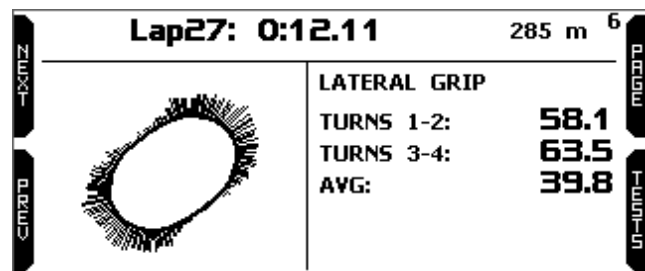 Lap27: 0:12.11
285 m
6
NEXT
PREV
LATERAL GRIP
TURNS 1-2: 58.1
TURNS 3-4: 63.5
AVG: 39.8
PAGE
TESTS